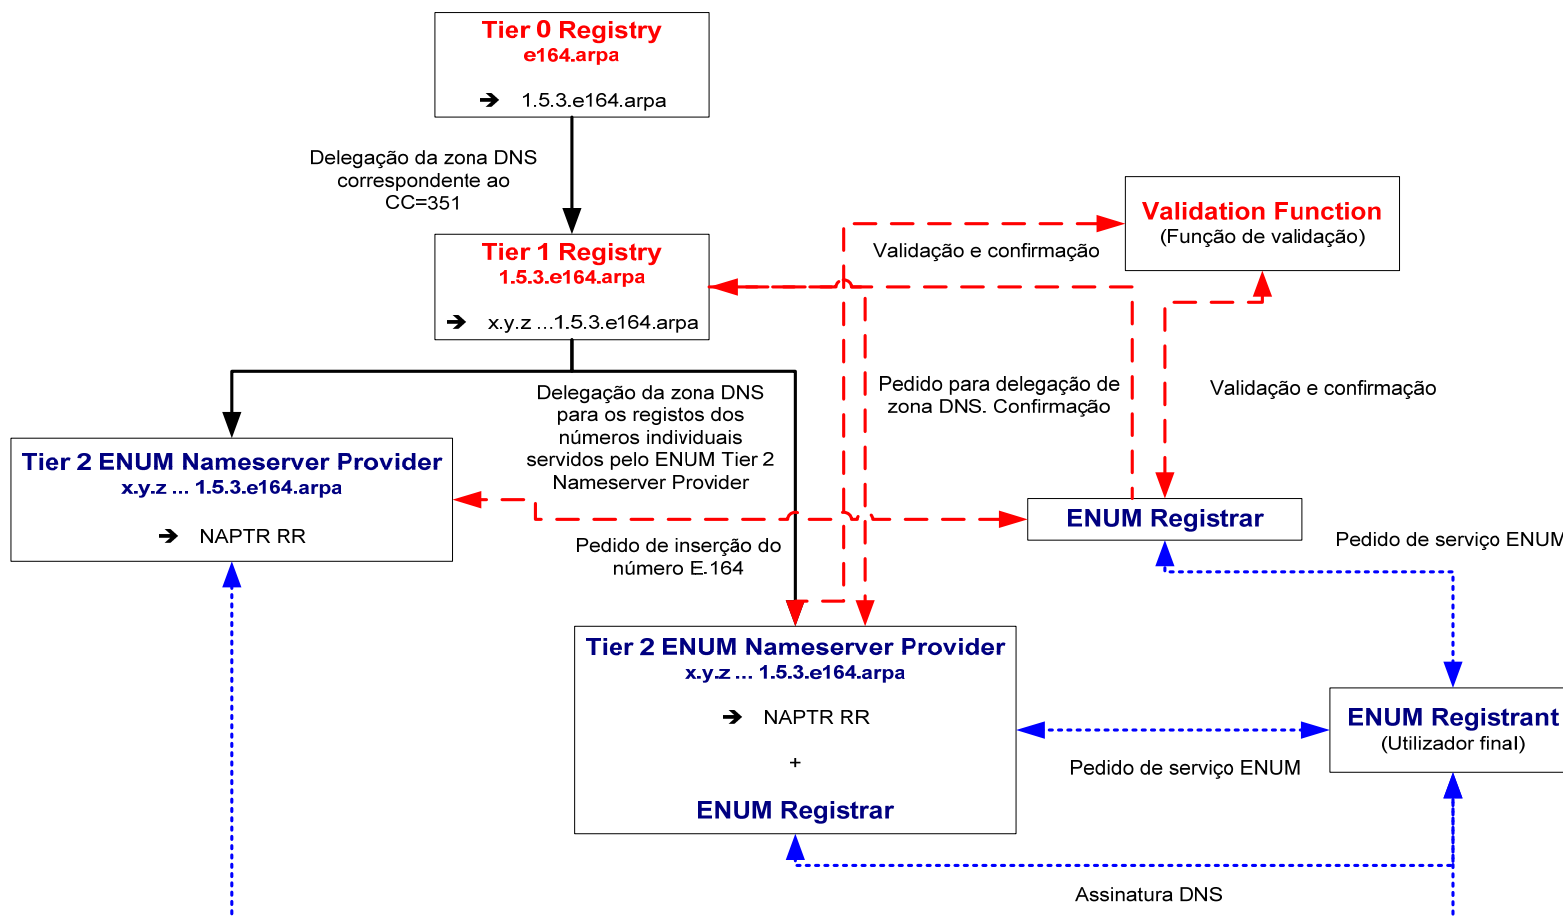 Tier 0 Registry
e164.arpa
➔ 1.5.3.e164.arpa
Delegação da zona DNS
correspondente ao
CC=351
Tier 1 Registry
1.5.3.e164.arpa
➔ x.y.z ...1.5.3.e164.arpa
Validation Function
(Função de validação)
Validação e confirmação
Pedido para delegação de
zona DNS. Confirmação
Validação e confirmação
Delegação da zona DNS
para os registos dos
números individuais
servidos pelo ENUM Tier 2
Nameserver Provider
Tier 2 ENUM Nameserver Provider
x.y.z ... 1.5.3.e164.arpa
➔ NAPTR RR
ENUM Registrar
Pedido de inserção do
número E.164
Pedido de serviço ENUM
Tier 2 ENUM Nameserver Provider
x.y.z ... 1.5.3.e164.arpa
➔ NAPTR RR
+
ENUM Registrar
ENUM Registrant
(Utilizador final)
Pedido de serviço ENUM
Assinatura DNS